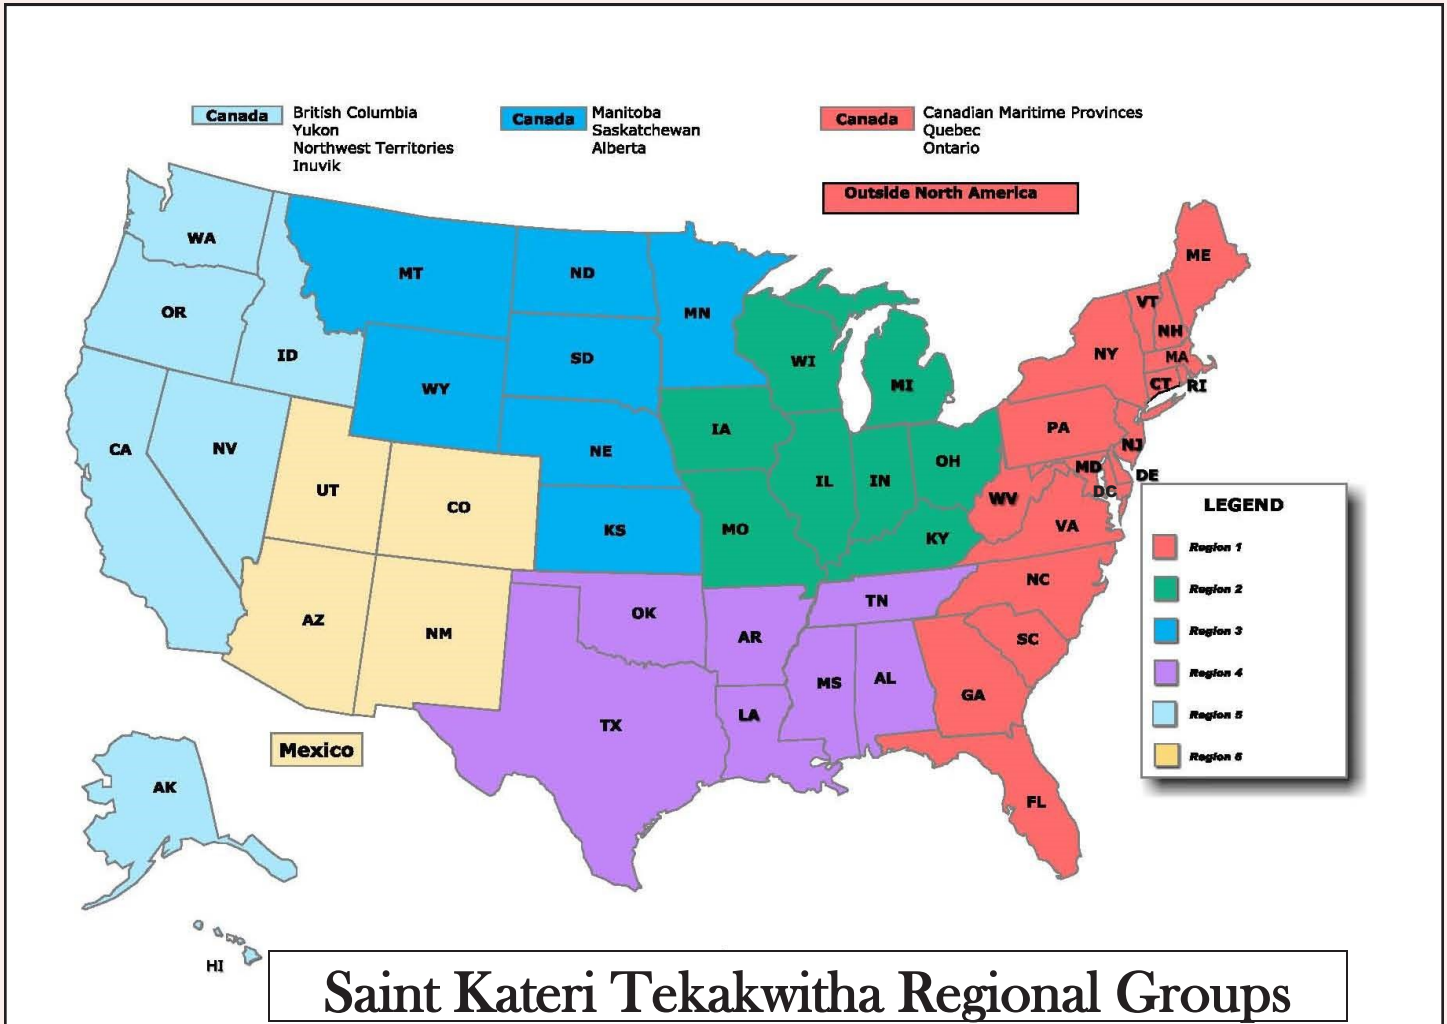 Canada
British Columbia
Yukon
Northwest Territories
Inuvik
Canada
Manitoba
Saskatchewan
Alberta
Canada
Canadian Maritime Provinces
Quebec
Ontario
Outside North America
WA
OR
ID
MT
ND
MN
SD
WY
NE
KS
CA
NV
UT
CO
AZ
NM
WI
MI
IA
IL
IN
OH
MO
KY
OK
AR
TN
TX
LA
MS
AL
ME
VT
NH
NY
MA
CT
RI
PA
NJ
MD
DE
DC
WV
VA
NC
SC
GA
FL
LEGEND
Region 1
Region 2
Region 3
Region 4
Region 5
Region 6
Mexico
AK
HI
Saint Kateri Tekakwitha Regional Groups